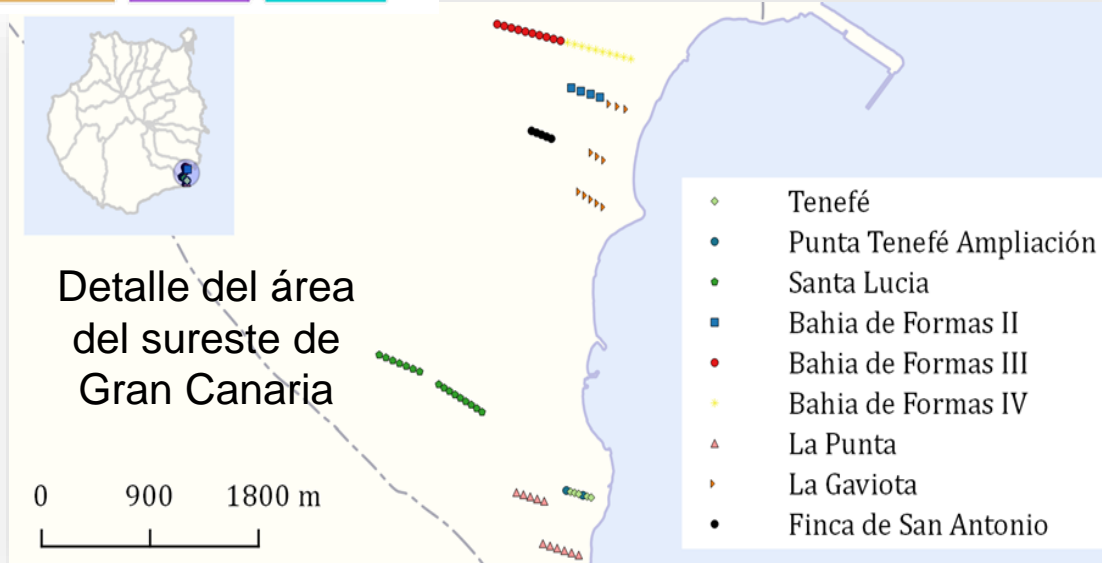 Detalle del área
del sureste de
Gran Canaria
0 900 1800 m
Tenefé
Punta Tenefé Ampliación
Santa Lucia
Bahia de Formas II
Bahia de Formas III
Bahia de Formas IV
La Punta
La Gaviota
Finca de San Antonio